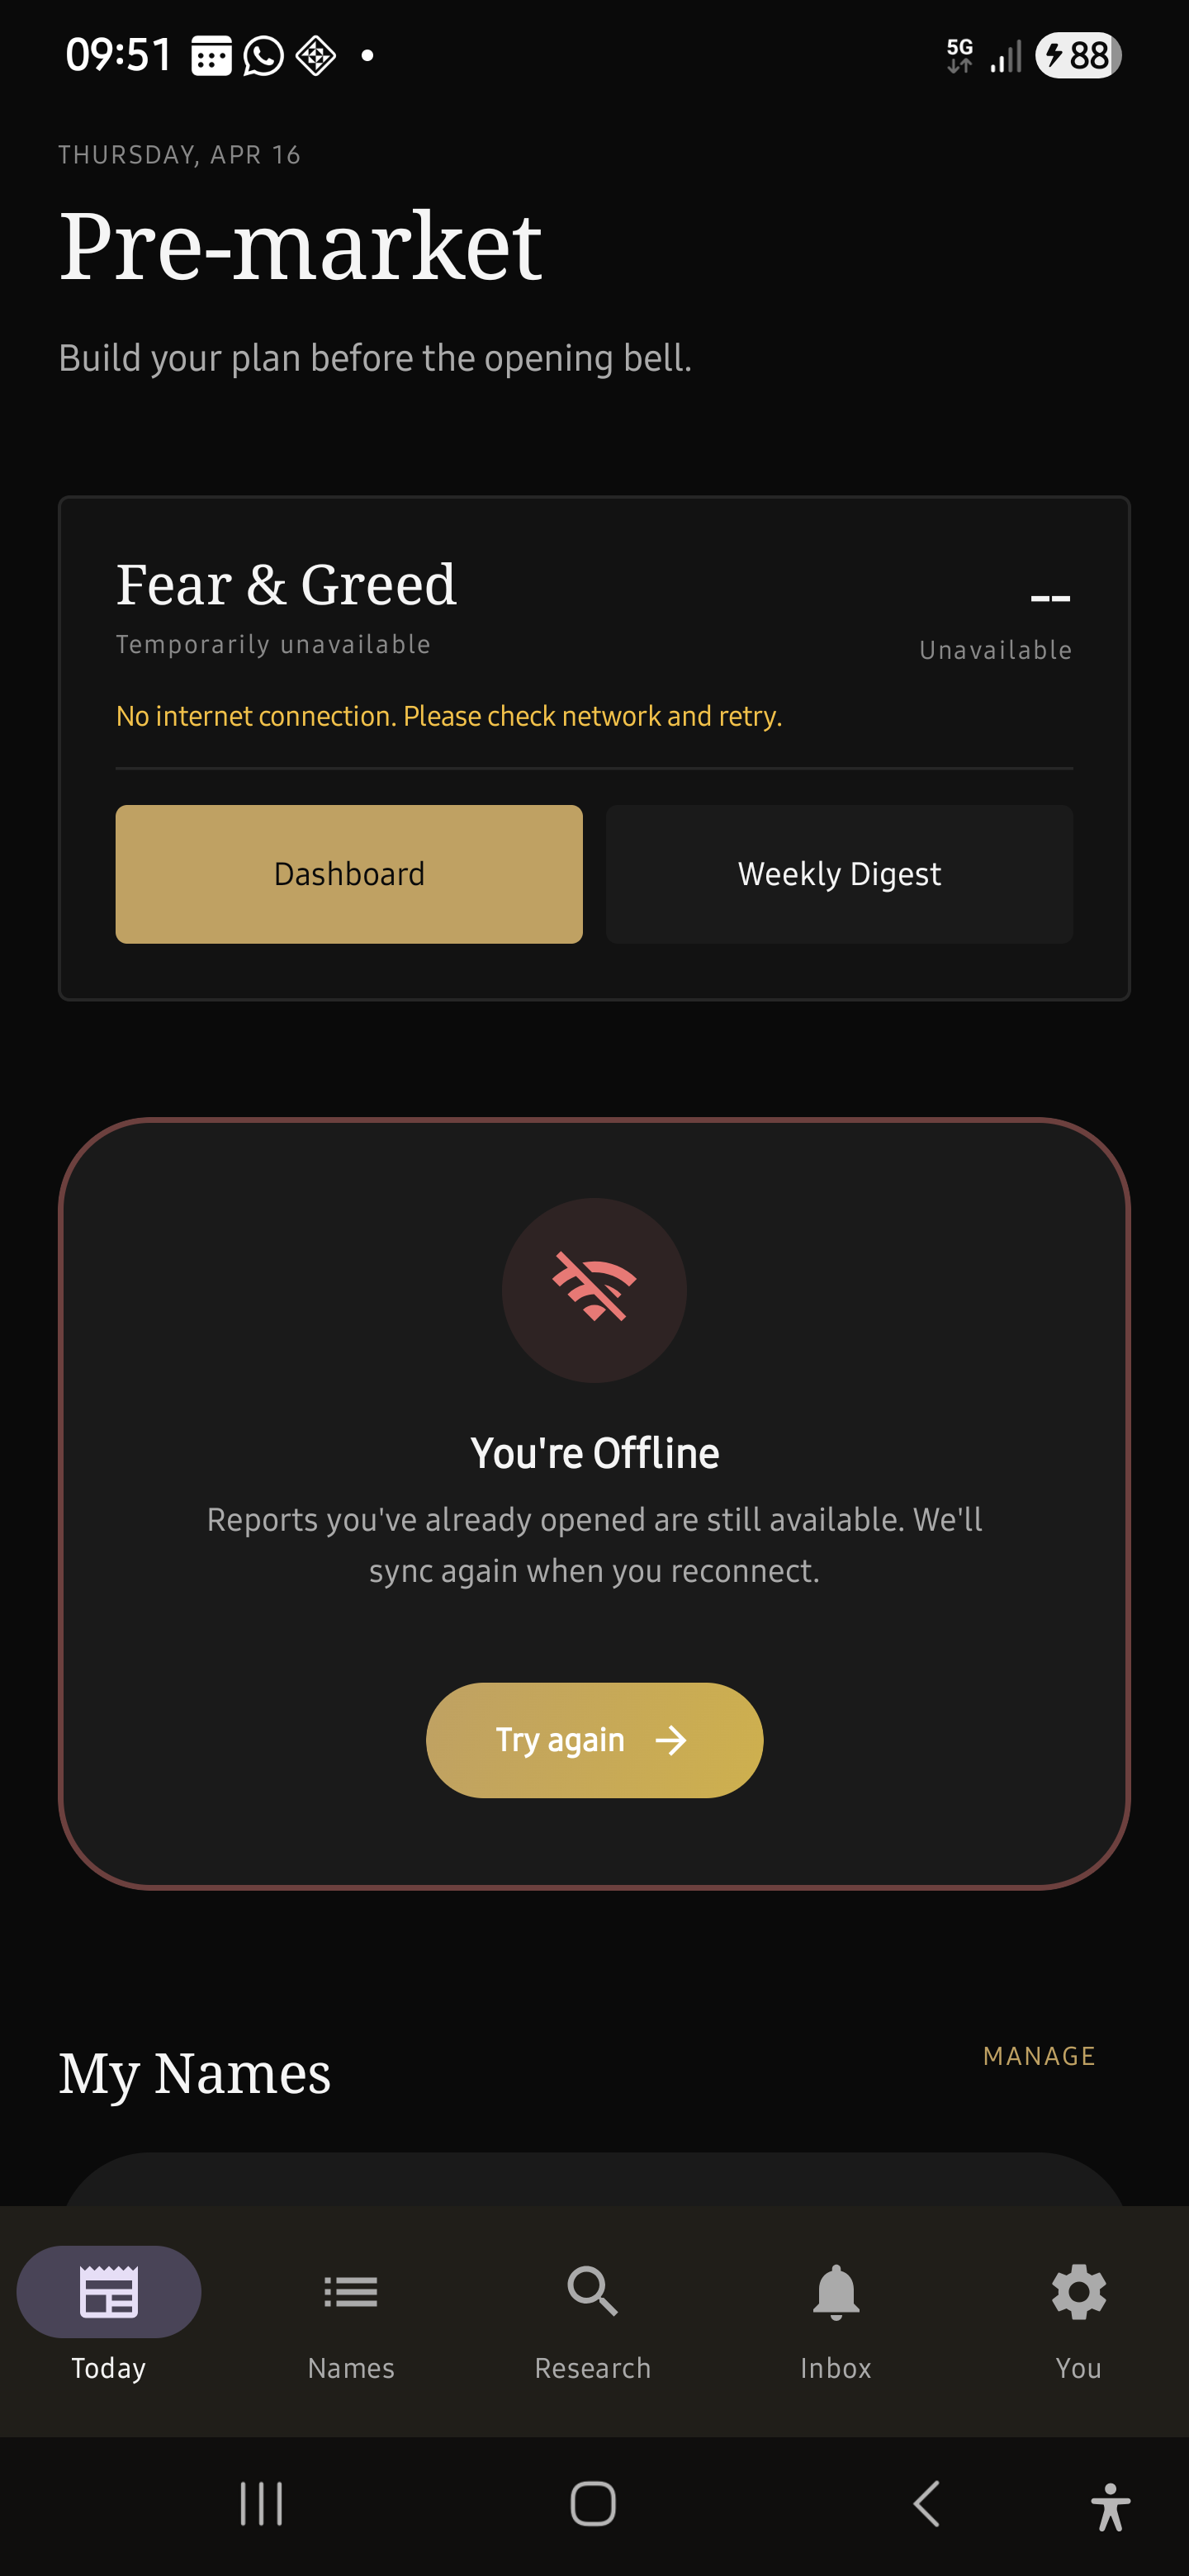 09:51
5G
88
THURSDAY, APR 16
Pre-market
Build your plan before the opening bell.
Fear & Greed
--
Temporarily unavailable
Unavailable
No internet connection. Please check network and retry.
Dashboard
Weekly Digest
You're Offline
Reports you've already opened are still available. We'll
sync again when you reconnect.
Try again
My Names
MANAGE
Today
Names
Research
Inbox
You